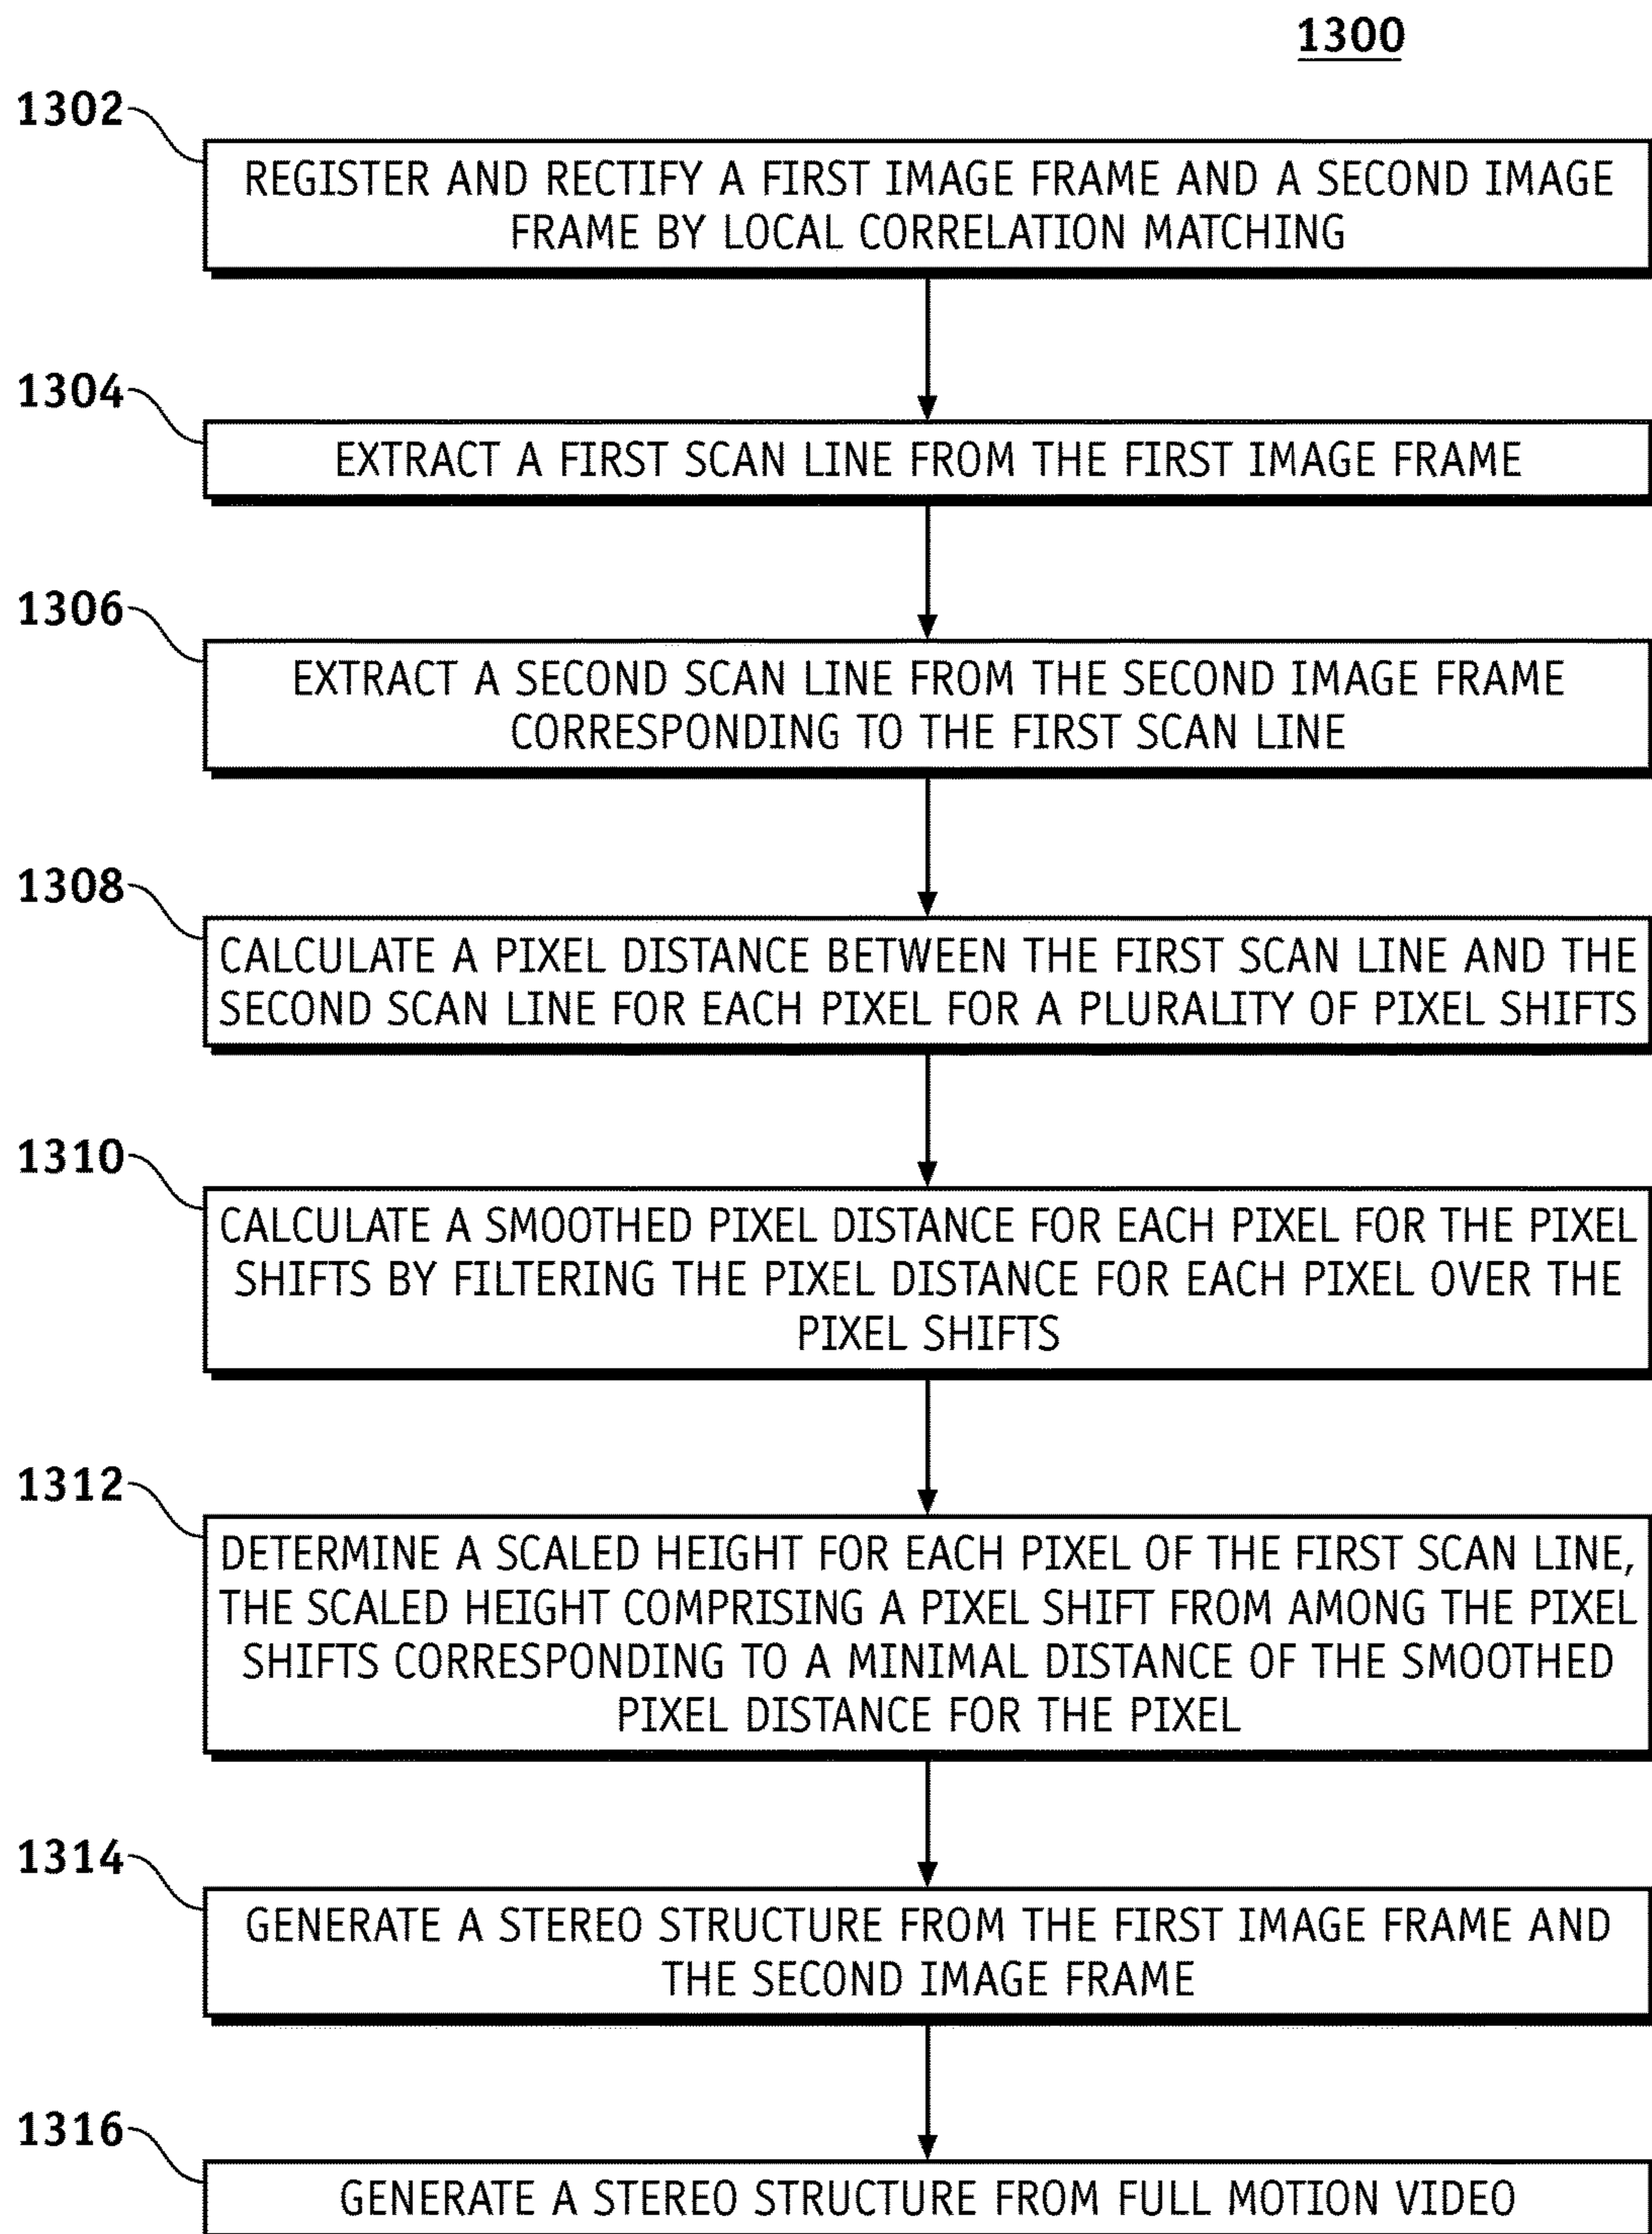 1300
1302
REGISTER AND RECTIFY A FIRST IMAGE FRAME AND A SECOND IMAGE
FRAME BY LOCAL CORRELATION MATCHING
1304
EXTRACT A FIRST SCAN LINE FROM THE FIRST IMAGE FRAME
1306
EXTRACT A SECOND SCAN LINE FROM THE SECOND IMAGE FRAME
CORRESPONDING TO THE FIRST SCAN LINE
1308
CALCULATE A PIXEL DISTANCE BETWEEN THE FIRST SCAN LINE AND THE
SECOND SCAN LINE FOR EACH PIXEL FOR A PLURALITY OF PIXEL SHIFTS
1310
CALCULATE A SMOOTHED PIXEL DISTANCE FOR EACH PIXEL FOR THE PIXEL
SHIFTS BY FILTERING THE PIXEL DISTANCE FOR EACH PIXEL OVER THE
PIXEL SHIFTS
1312
DETERMINE A SCALED HEIGHT FOR EACH PIXEL OF THE FIRST SCAN LINE,
THE SCALED HEIGHT COMPRISING A PIXEL SHIFT FROM AMONG THE PIXEL
SHIFTS CORRESPONDING TO A MINIMAL DISTANCE OF THE SMOOTHED
PIXEL DISTANCE FOR THE PIXEL
1314
GENERATE A STEREO STRUCTURE FROM THE FIRST IMAGE FRAME AND
THE SECOND IMAGE FRAME
1316
GENERATE A STEREO STRUCTURE FROM FULL MOTION VIDEO